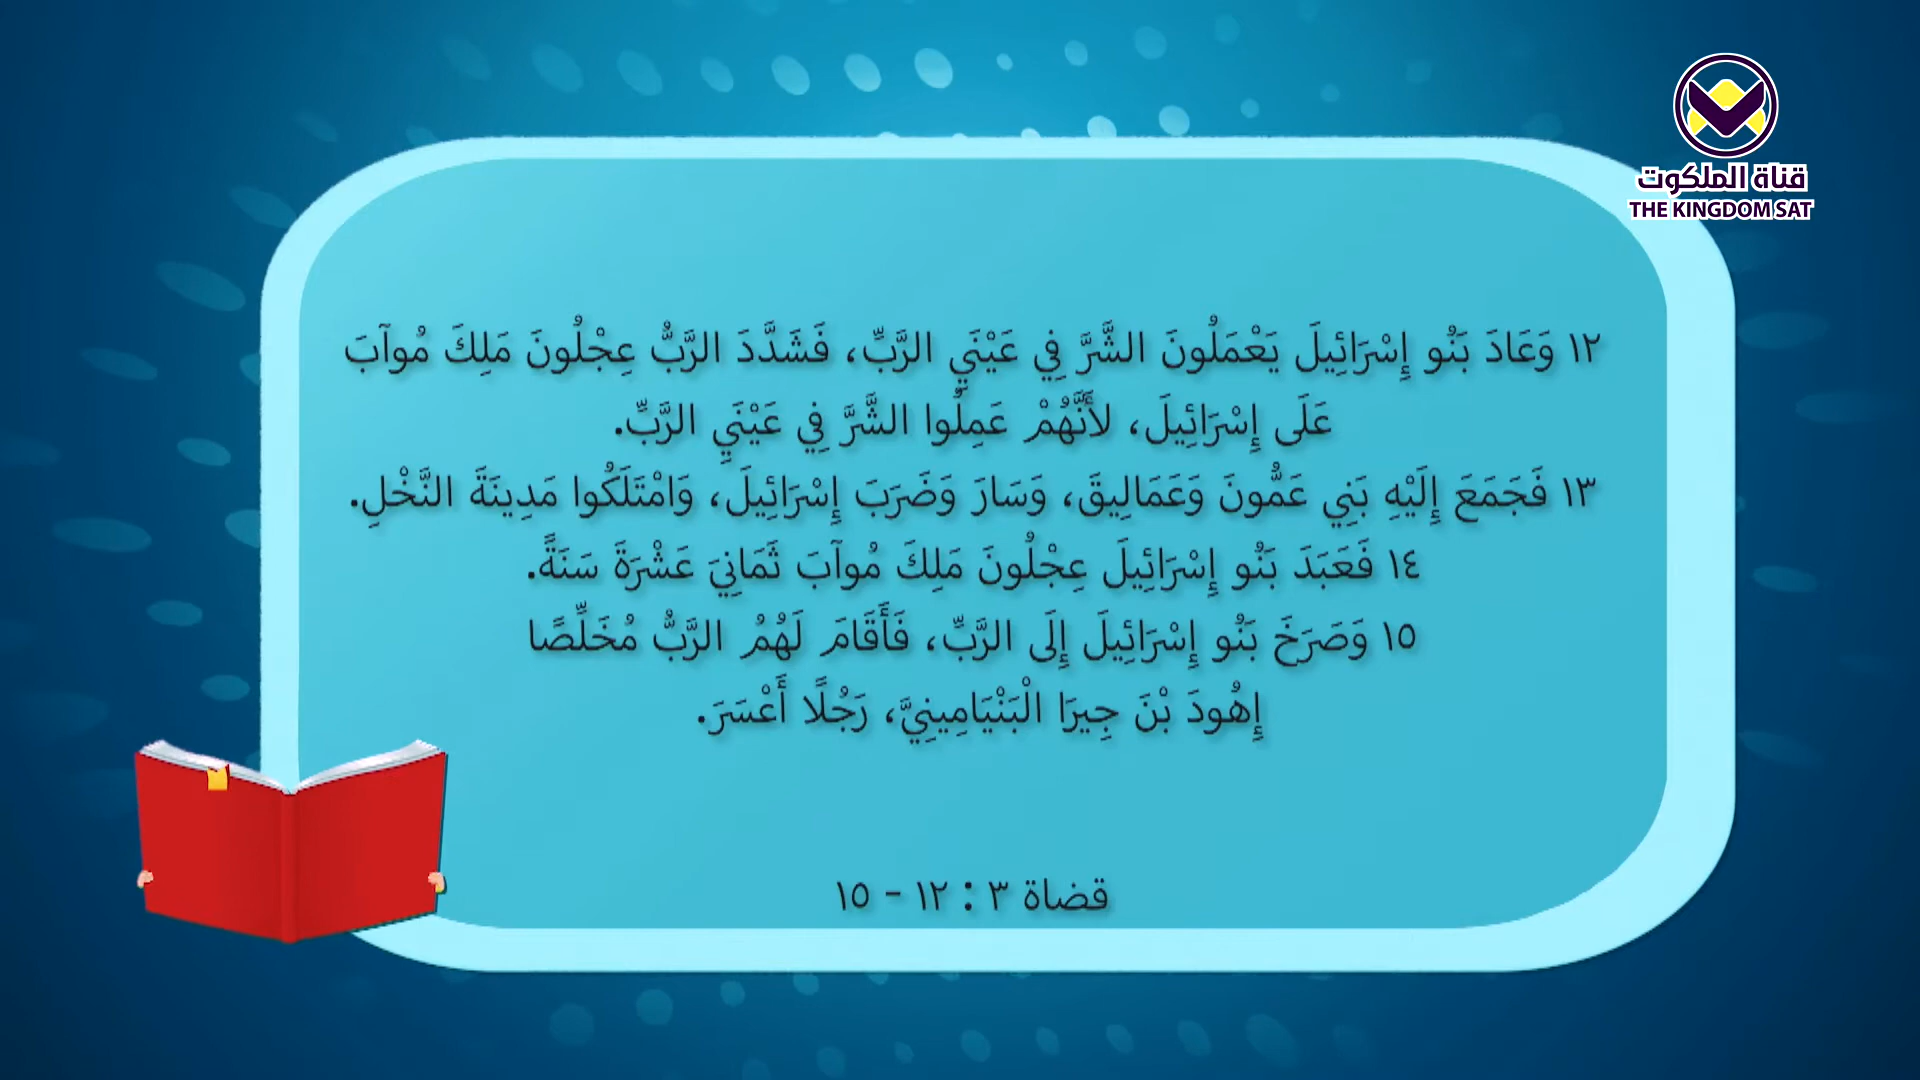 قناة الملكوت
THE KINGDOM SAT
١٢ وَعَادَ بَنُو إِسْرَائِيلَ يَعْمَلُونَ الشَّرَّ فِي عَيْنَيِ الرَّبِّ، فَشَدَّدَ الرَّبُّ عِجْلُونَ مَلِكَ مُوآبَ
عَلَى إِسْرَائِيلَ، لأَنَّهُمْ عَمِلُوا الشَّرَّ فِي عَيْنَيِ الرَّبِّ.
١٣ فَجَمَعَ إِلَيْهِ بَنِي عَمُّونَ وَعَمَالِيقَ، وَسَارَ وَضَرَبَ إِسْرَائِيلَ، وَامْتَلَكُوا مَدِينَةَ النَّخْلِ.
١٤ فَعَبَدَ بَنُو إِسْرَائِيلَ عِجْلُونَ مَلِكَ مُوآبَ ثَمَانِيَ عَشْرَةَ سَنَةً.
١٥ وَصَرَخَ بَنُو إِسْرَائِيلَ إِلَى الرَّبِّ، فَأَقَامَ لَهُمُ الرَّبُّ مُخَلِّصًا
إِهُودَ بْنَ جِيرَا الْبَنْيَامِينِيَّ، رَجُلًا أَعْسَرَ.
قضاة ٣ : ١٢ - ١٥